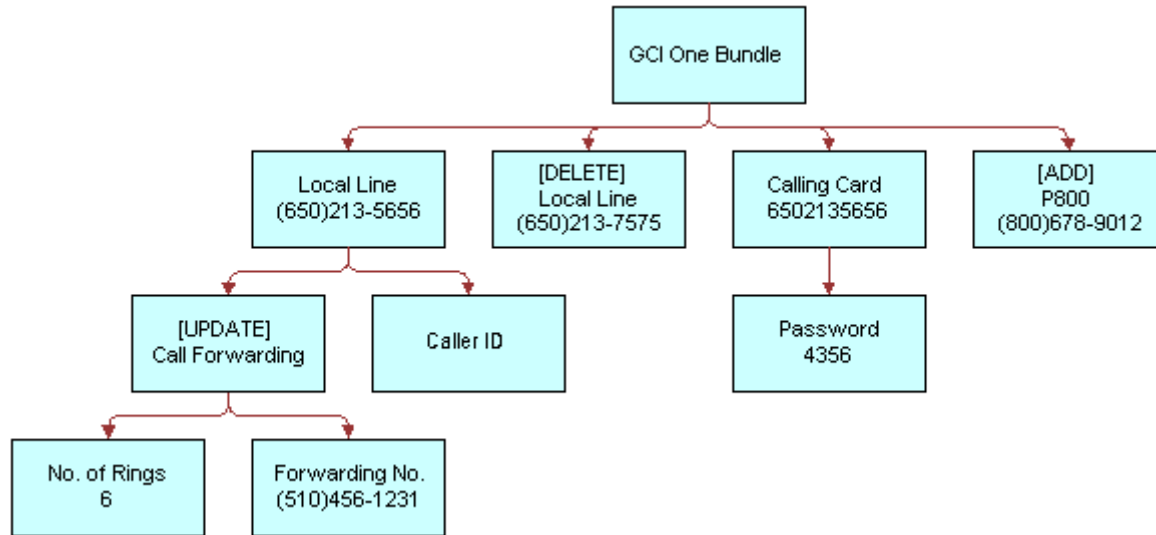 GCI One Bundle
Local Line
(650)213-5656
[DELETE]
Local Line
(650)213-7575
Calling Card
6502135656
[ADD]
P800
(800)678-9012
[UPDATE]
Call Forwarding
Caller ID
Password
4356
No. of Rings
6
Forwarding No.
(510)456-1231